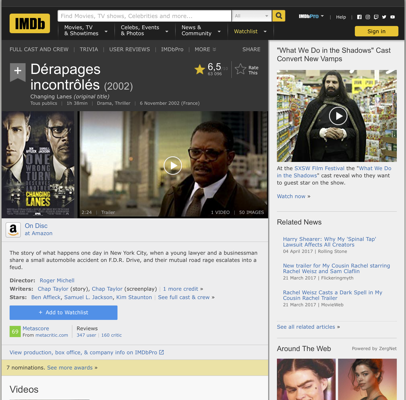 IMDb
Find Movies, TV shows, Celebrities and more...
All
IMDbPro
Help
Movies, TV & Showtimes
Celebs, Events & Photos
News & Community
Watchlist
Sign in
FULL CAST AND CREW | TRIVIA | USER REVIEWS | IMDbPro | MORE
SHARE
Dérapages incontrôlés (2002)
Changing Lanes (original title)
Tous publics | 1h 38min | Drama, Thriller | 6 November 2002 (France)
6,5
Rate This
ONE WRONG TURN
CHANGING LANES
2:24 | Trailer
1 VIDEO | 50 IMAGES
On Disc
at Amazon
The story of what happens one day in New York City, when a young lawyer and a businessman
share a small automobile accident on F.D.R. Drive, and their mutual road rage escalates into a
feud.
Director: Roger Michell
Writers: Chap Taylor (story), Chap Taylor (screenplay) | 1 more credit »
Stars: Ben Affleck, Samuel L. Jackson, Kim Staunton | See full cast & crew »
+ Add to Watchlist
Metascore
From metacritic.com
Reviews
347 user | 160 critic
View production, box office, & company info on IMDbPro
7 nominations. See more awards »
Videos
"What We Do in the Shadows" Cast
Convert New Vamps
At the SXSW Film Festival the "What We
Do in the Shadows" cast reveal who they
want to guest star on the show.
Watch now »
Related News
Harry Shearer: Why My 'Spinal Tap'
Lawsuit Affects All Creators
04 April 2017 | Rolling Stone
New trailer for My Cousin Rachel starring
Rachel Weisz and Sam Claflin
21 March 2017 | Flickeringmyth
Rachel Weisz Casts a Dark Spell in My
Cousin Rachel Trailer
21 March 2017 | MovieWeb
See all related articles »
Around The Web
Powered by ZergNet